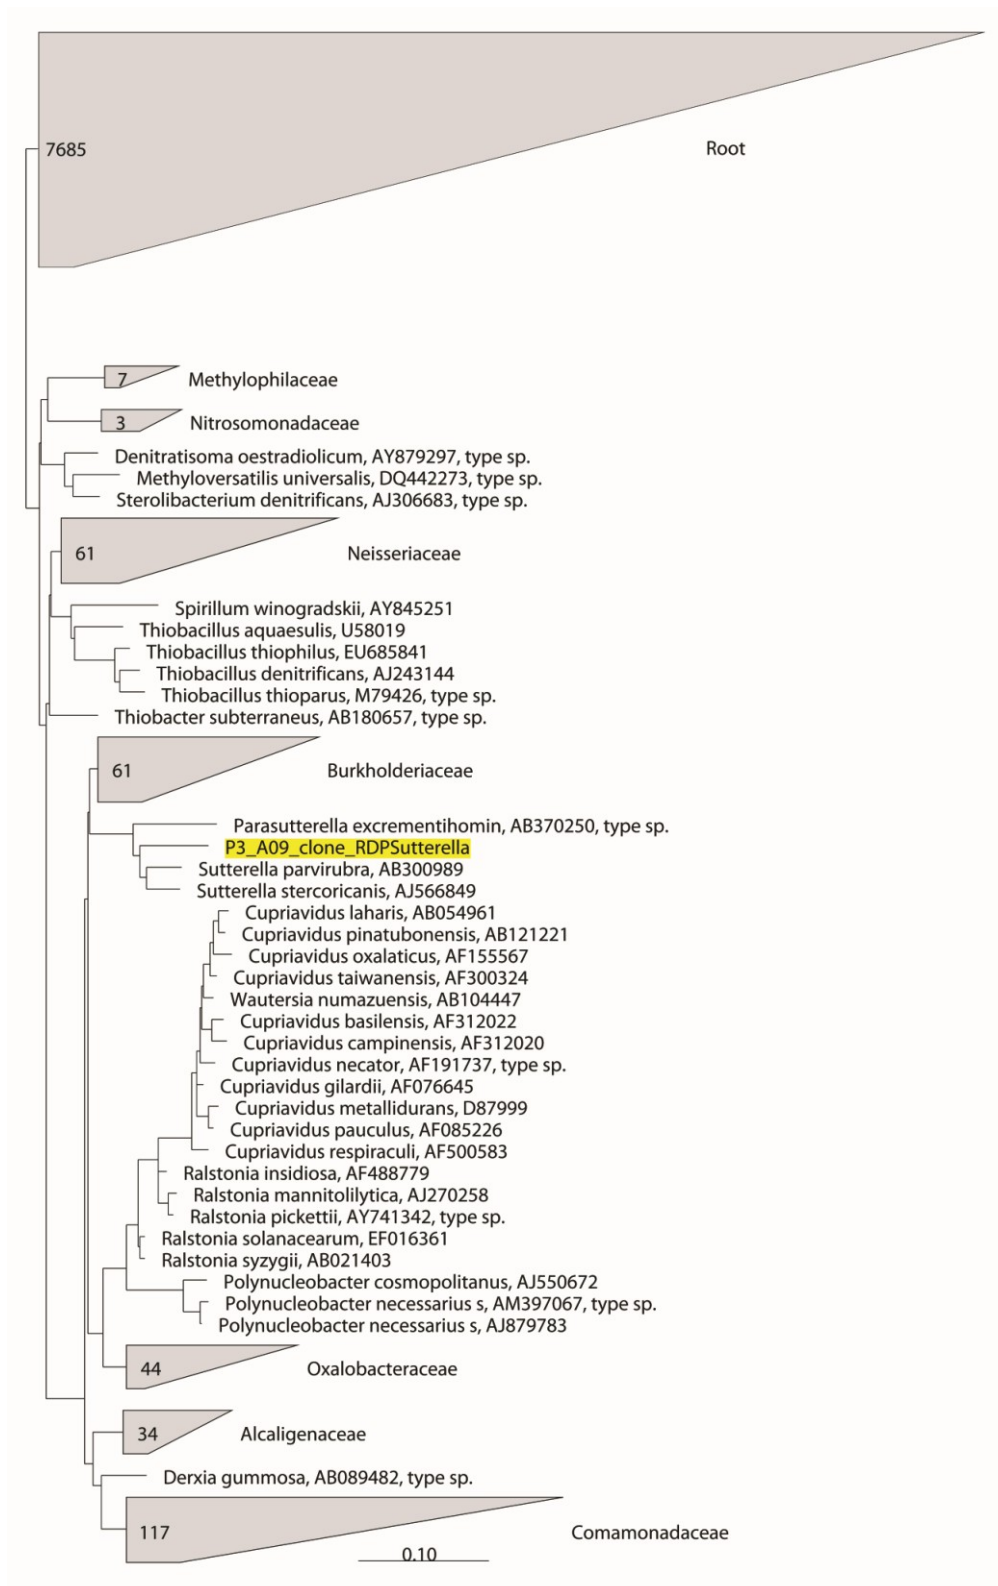 7685
Root
7
Methylophilaceae
3
Nitrosomonadaceae
Denitratisoma oestradiolicum, AY879297, type sp.
Methyloversatilis universalis, DQ442273, type sp.
Sterolibacterium denitrificans, AJ306683, type sp.
61
Neisseriaceae
Spirillum winogradskii, AY845251
Thiobacillus aquaesulis, U58019
Thiobacillus thiophilus, EU685841
Thiobacillus denitrificans, AJ243144
Thiobacillus thioparus, M79426, type sp.
Thiobacter subterraneus, AB180657, type sp.
61
Burkholderiaceae
Parasutterella excrementihomin, AB370250, type sp.
P3_A09_clone_RDPSutterella
Sutterella parvirubra, AB300989
Sutterella stercoricanis, AJ566849
Cupriavidus laharis, AB054961
Cupriavidus pinatubonensis, AB121221
Cupriavidus oxalaticus, AF155567
Cupriavidus taiwanensis, AF300324
Wautersia numazuensis, AB104447
Cupriavidus basilensis, AF312022
Cupriavidus campinensis, AF312020
Cupriavidus necator, AF191737, type sp.
Cupriavidus gilardii, AF076645
Cupriavidus metallidurans, D87999
Cupriavidus pauculus, AF085226
Cupriavidus respiraculi, AF500583
Ralstonia insidiosa, AF488779
Ralstonia mannitolilytica, AJ270258
Ralstonia pickettii, AY741342, type sp.
Ralstonia solanacearum, EF016361
Ralstonia syzygii, AB021403
Polynucleobacter cosmopolitanus, AJ550672
Polynucleobacter necessarius s, AM397067, type sp.
Polynucleobacter necessarius s, AJ879783
44
Oxalobacteraceae
34
Alcaligenaceae
Derxia gummosa, AB089482, type sp.
117
Comamonadaceae
0.10